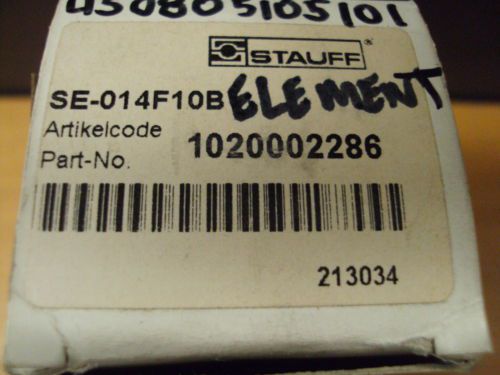 450805105101
STAUFF®
SE-014F10B ELEMENT
Artikelcode
Part-No. 1020002286
213034